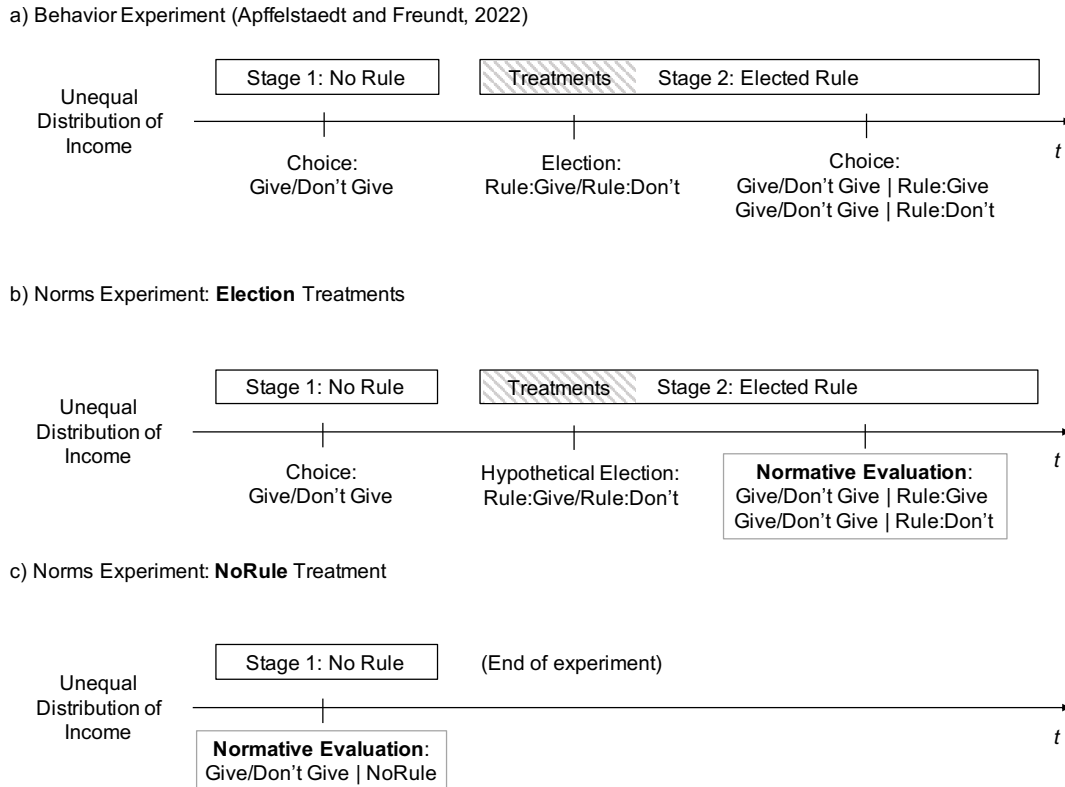 a) Behavior Experiment (Apffelstaedt and Freundt, 2022)
Stage 1: No Rule
Treatments
Stage 2: Elected Rule
Unequal
Distribution of
Income
t
Choice:
Give/Don't Give
Election:
Rule:Give/Rule:Don't
Choice:
Give/Don't Give | Rule:Give
Give/Don't Give | Rule:Don't
b) Norms Experiment: Election Treatments
Stage 1: No Rule
Treatments
Stage 2: Elected Rule
Unequal
Distribution of
Income
t
Choice:
Give/Don't Give
Hypothetical Election:
Rule:Give/Rule:Don't
Normative Evaluation:
Give/Don't Give | Rule:Give
Give/Don't Give | Rule:Don't
c) Norms Experiment: NoRule Treatment
Stage 1: No Rule
(End of experiment)
Unequal
Distribution of
Income
t
Normative Evaluation:
Give/Don't Give | NoRule